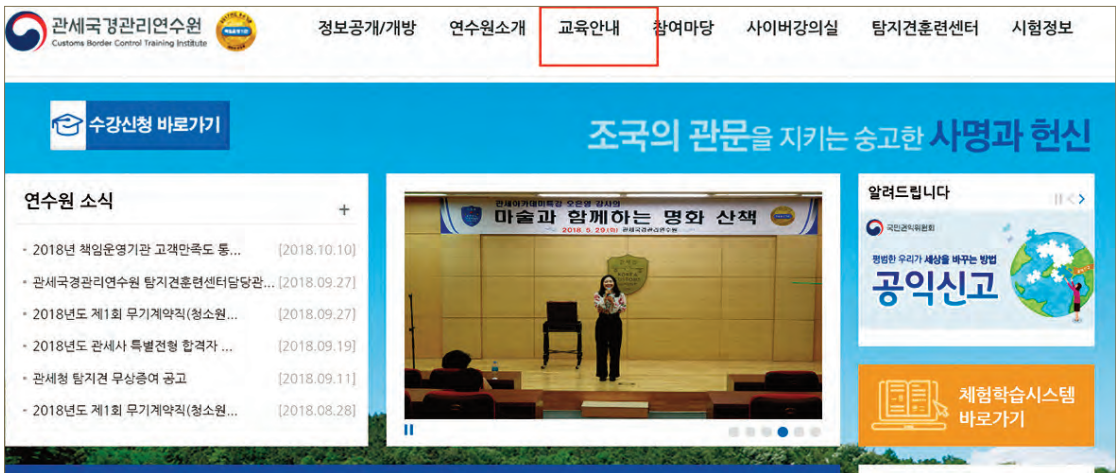 관세국경관리연수원
Customs Border Control Training Institute
정보공개/개방 연수원소개 교육안내 참여마당 사이버강의실 탐지견훈련센터 시험정보
수강신청 바로가기
조국의 관문을 지키는 숭고한 사명과 헌신
연수원 소식 +
- 2018년 책임운영기관 고객만족도 통... [2018.10.10]
- 관세국경관리연수원 탐지견훈련센터담당관... [2018.09.27]
- 2018년도 제1회 무기계약직(청소원... [2018.09.27]
- 2018년도 관세사 특별전형 합격자 ... [2018.09.19]
- 관세청 탐지견 무상증여 공고 [2018.09.11]
- 2018년도 제1회 무기계약직(청소원... [2018.08.28]
마술과 함께하는 명화 산책
2018. 5. 29(화) 관세국경관리연수원
알려드립니다
국민권익위원회
평범한 우리가 세상을 바꾸는 방법
공익신고
체험학습시스템
바로가기